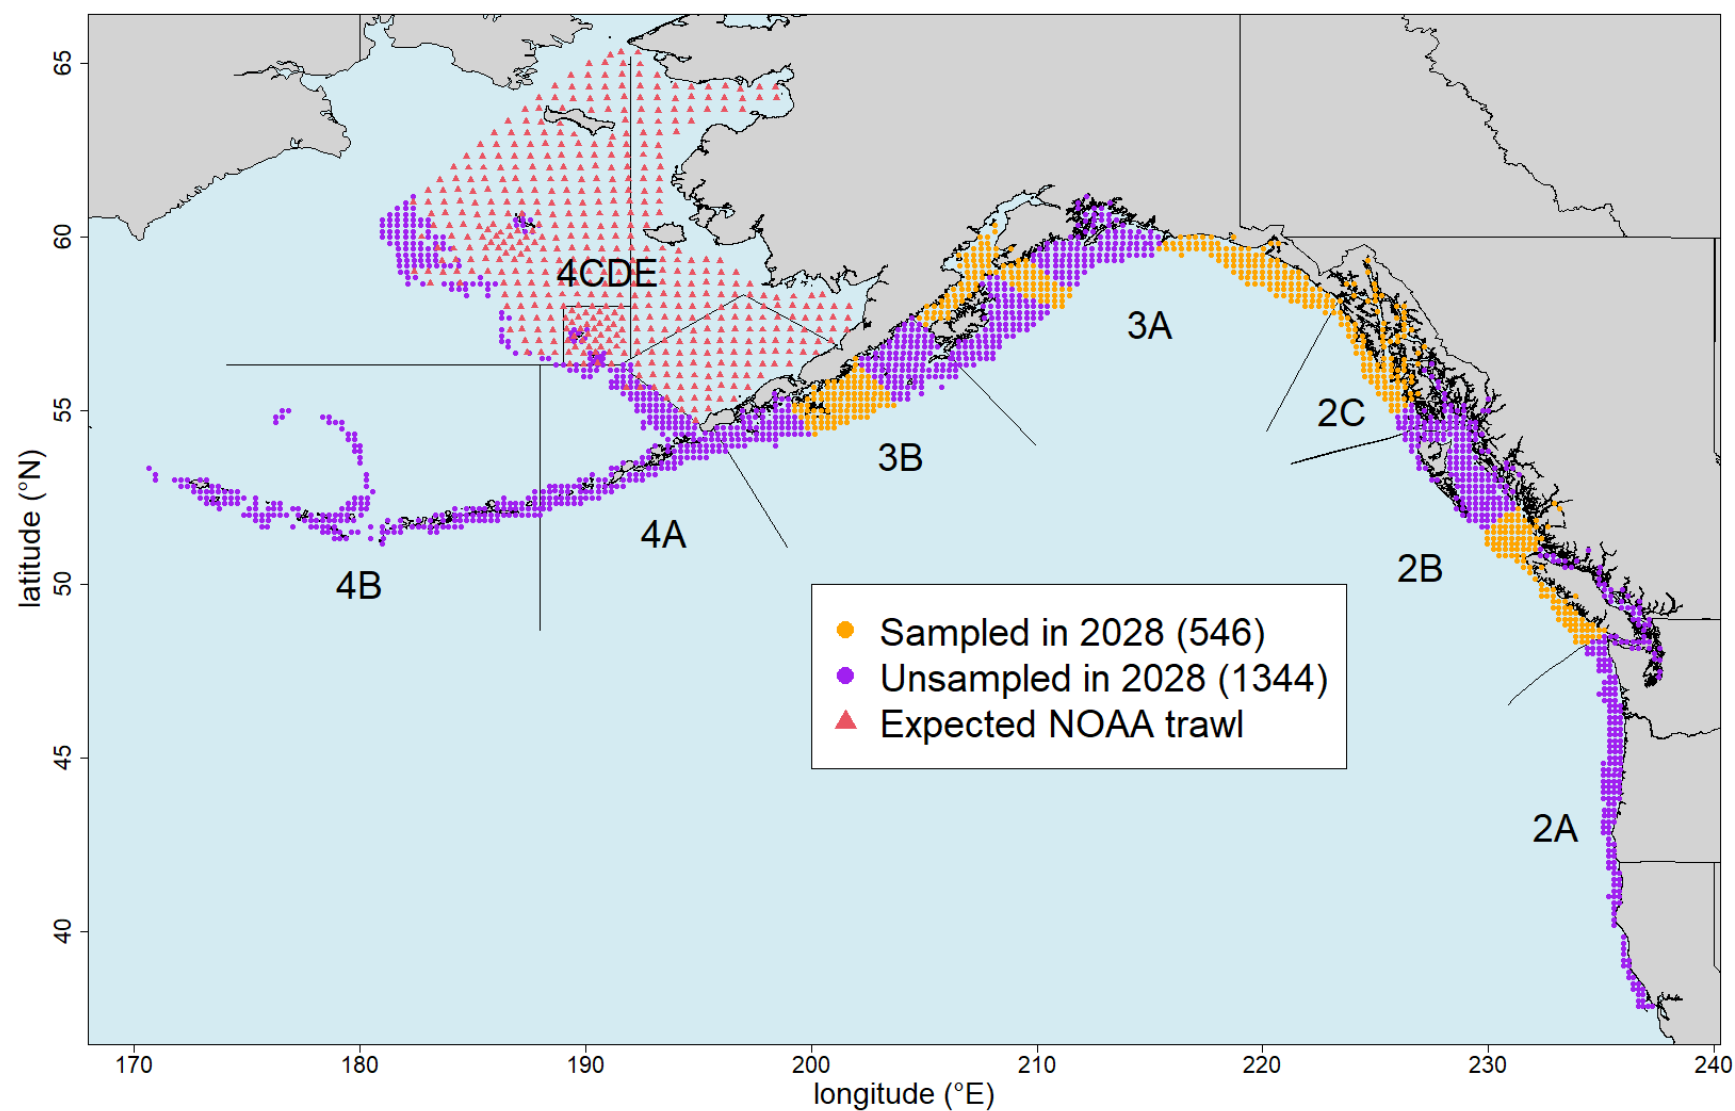 65
60
55
50
45
40
latitude (°N)
4CDE
3A
2C
3B
4A
2B
4B
2A
Sampled in 2028 (546)
Unsampled in 2028 (1344)
Expected NOAA trawl
170
180
190
200
210
220
230
240
longitude (°E)